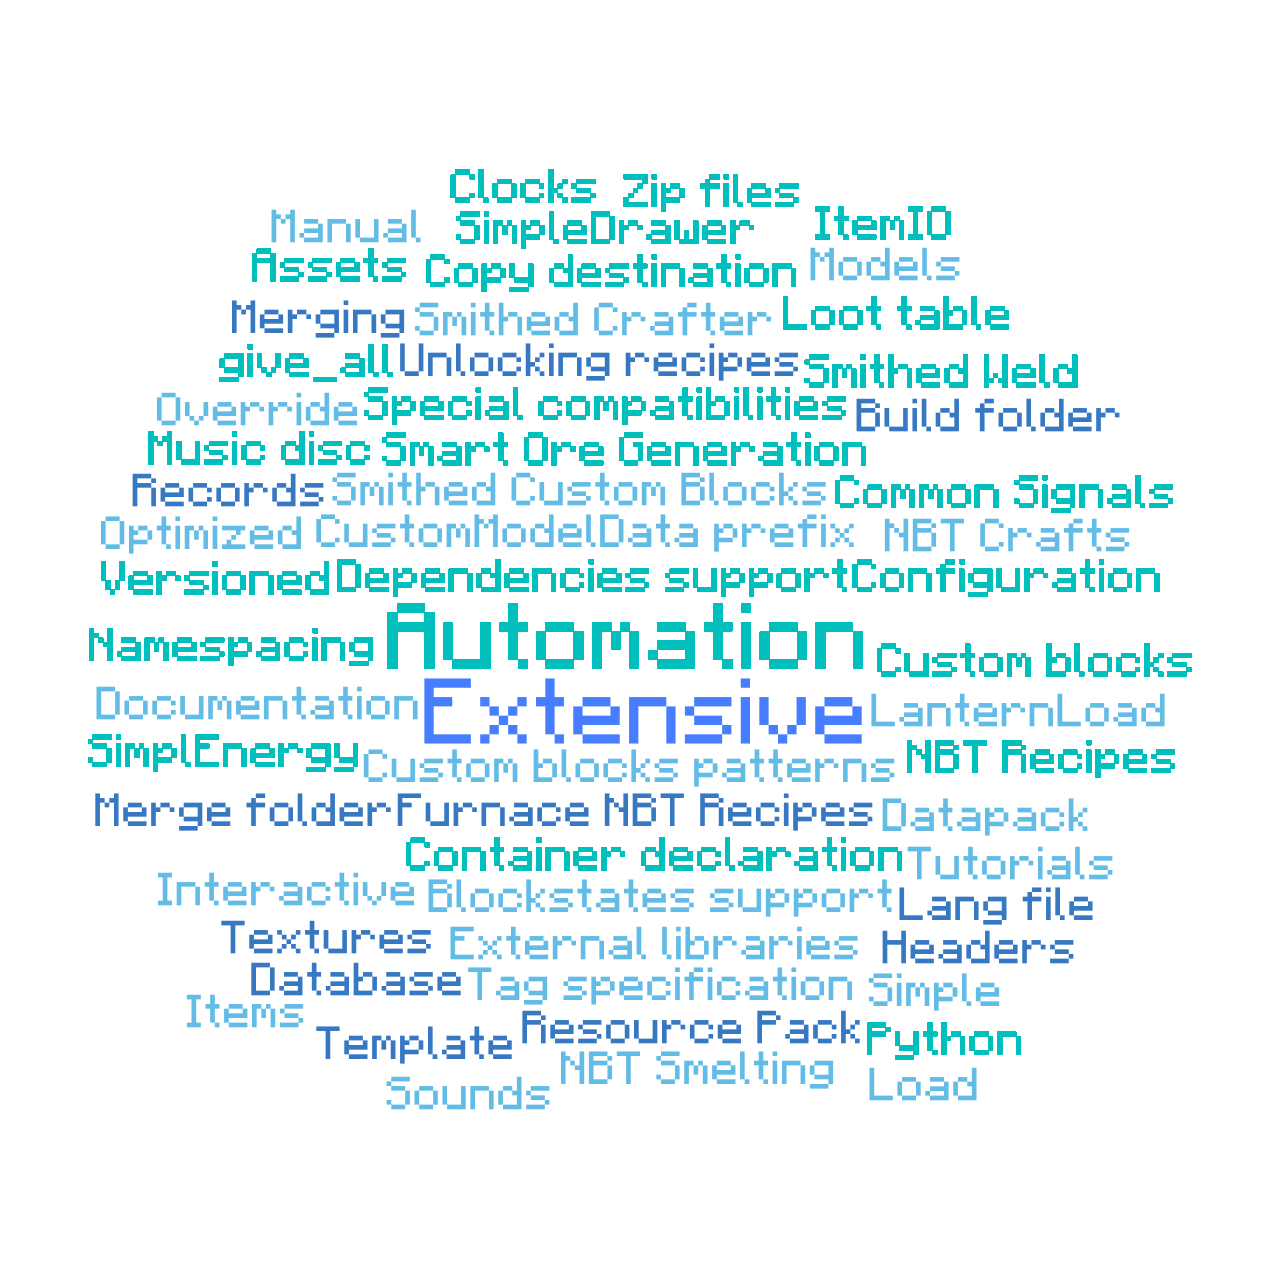 Clocks
Zip files
Manual
SimpleDrawer
ItemIO
Assets
Copy destination
Models
Merging
Smithed Crafter
Loot table
give_all
Unlocking recipes
Smithed Weld
Override
Special compatibilities
Build folder
Music disc
Smart Ore Generation
Records
Smithed Custom Blocks
Common Signals
Optimized
CustomModelData prefix
NBT Crafts
Versioned
Dependencies support
Configuration
Namespacing
Automation
Custom blocks
Documentation
Extensive
LanternLoad
SimplEnergy
Custom blocks patterns
NBT Recipes
Merge folder
Furnace NBT Recipes
Datapack
Container declaration
Tutorials
Interactive
Blockstates support
Lang file
Textures
External libraries
Headers
Database
Tag specification
Simple
Items
Template
Resource Pack
Python
NBT Smelting
Sounds
Load